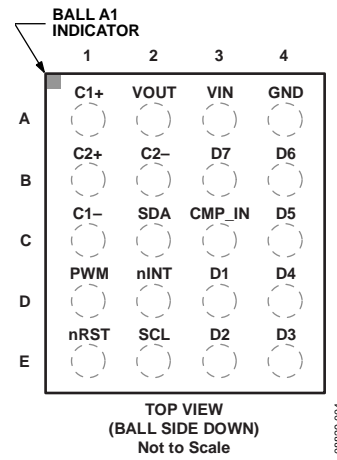 BALL A1
INDICATOR
1 2 3 4
A
C1+ VOUT VIN GND
B
C2+ C2– D7 D6
C
C1– SDA CMP_IN D5
D
PWM nINT D1 D4
E
nRST SCL D2 D3
TOP VIEW
(BALL SIDE DOWN)
Not to Scale